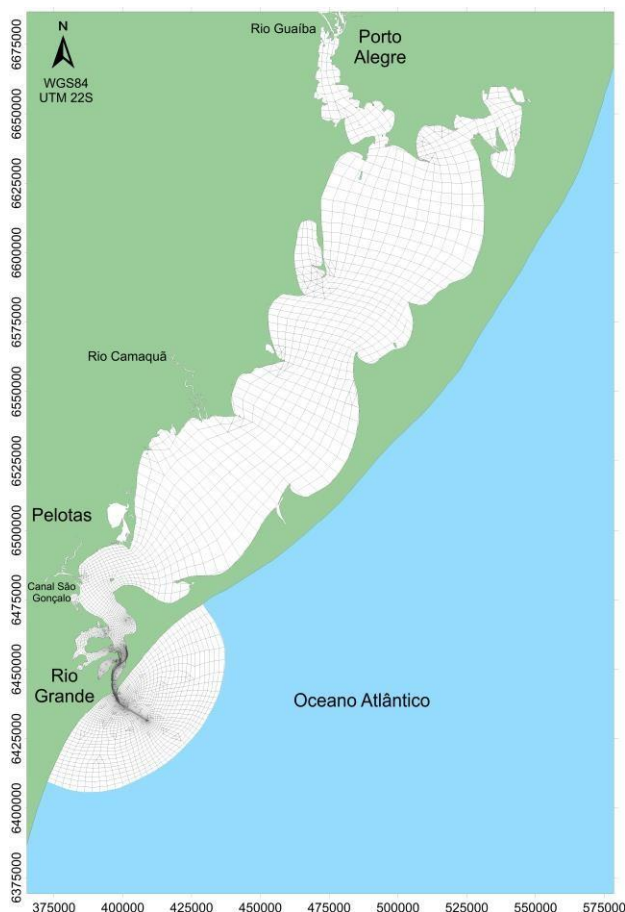 Rio Guaíba
Porto
Alegre
N
WGS84
UTM 22S
Rio Camaquã
Pelotas
Canal São
Gonçalo
Rio
Grande
Oceano Atlântico
6675000
6650000
6625000
6600000
6575000
6550000
6525000
6500000
6475000
6450000
6425000
6400000
6375000
375000 400000 425000 450000 475000 500000 525000 550000 575000